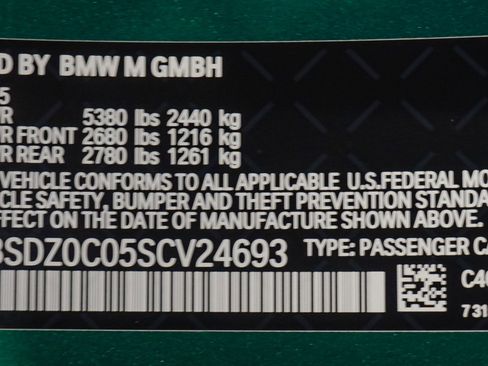 D BY BMW M GMBH
5
R 5380 lbs 2440 kg
R FRONT 2680 lbs 1216 kg
R REAR 2780 lbs 1261 kg
VEHICLE CONFORMS TO ALL APPLICABLE U.S.FEDERAL MO
CLE SAFETY, BUMPER AND THEFT PREVENTION STANDA
EFFECT ON THE DATE OF MANUFACTURE SHOWN ABOVE.
3SDZ0C05SCV24693 TYPE: PASSENGER CA
C4
731